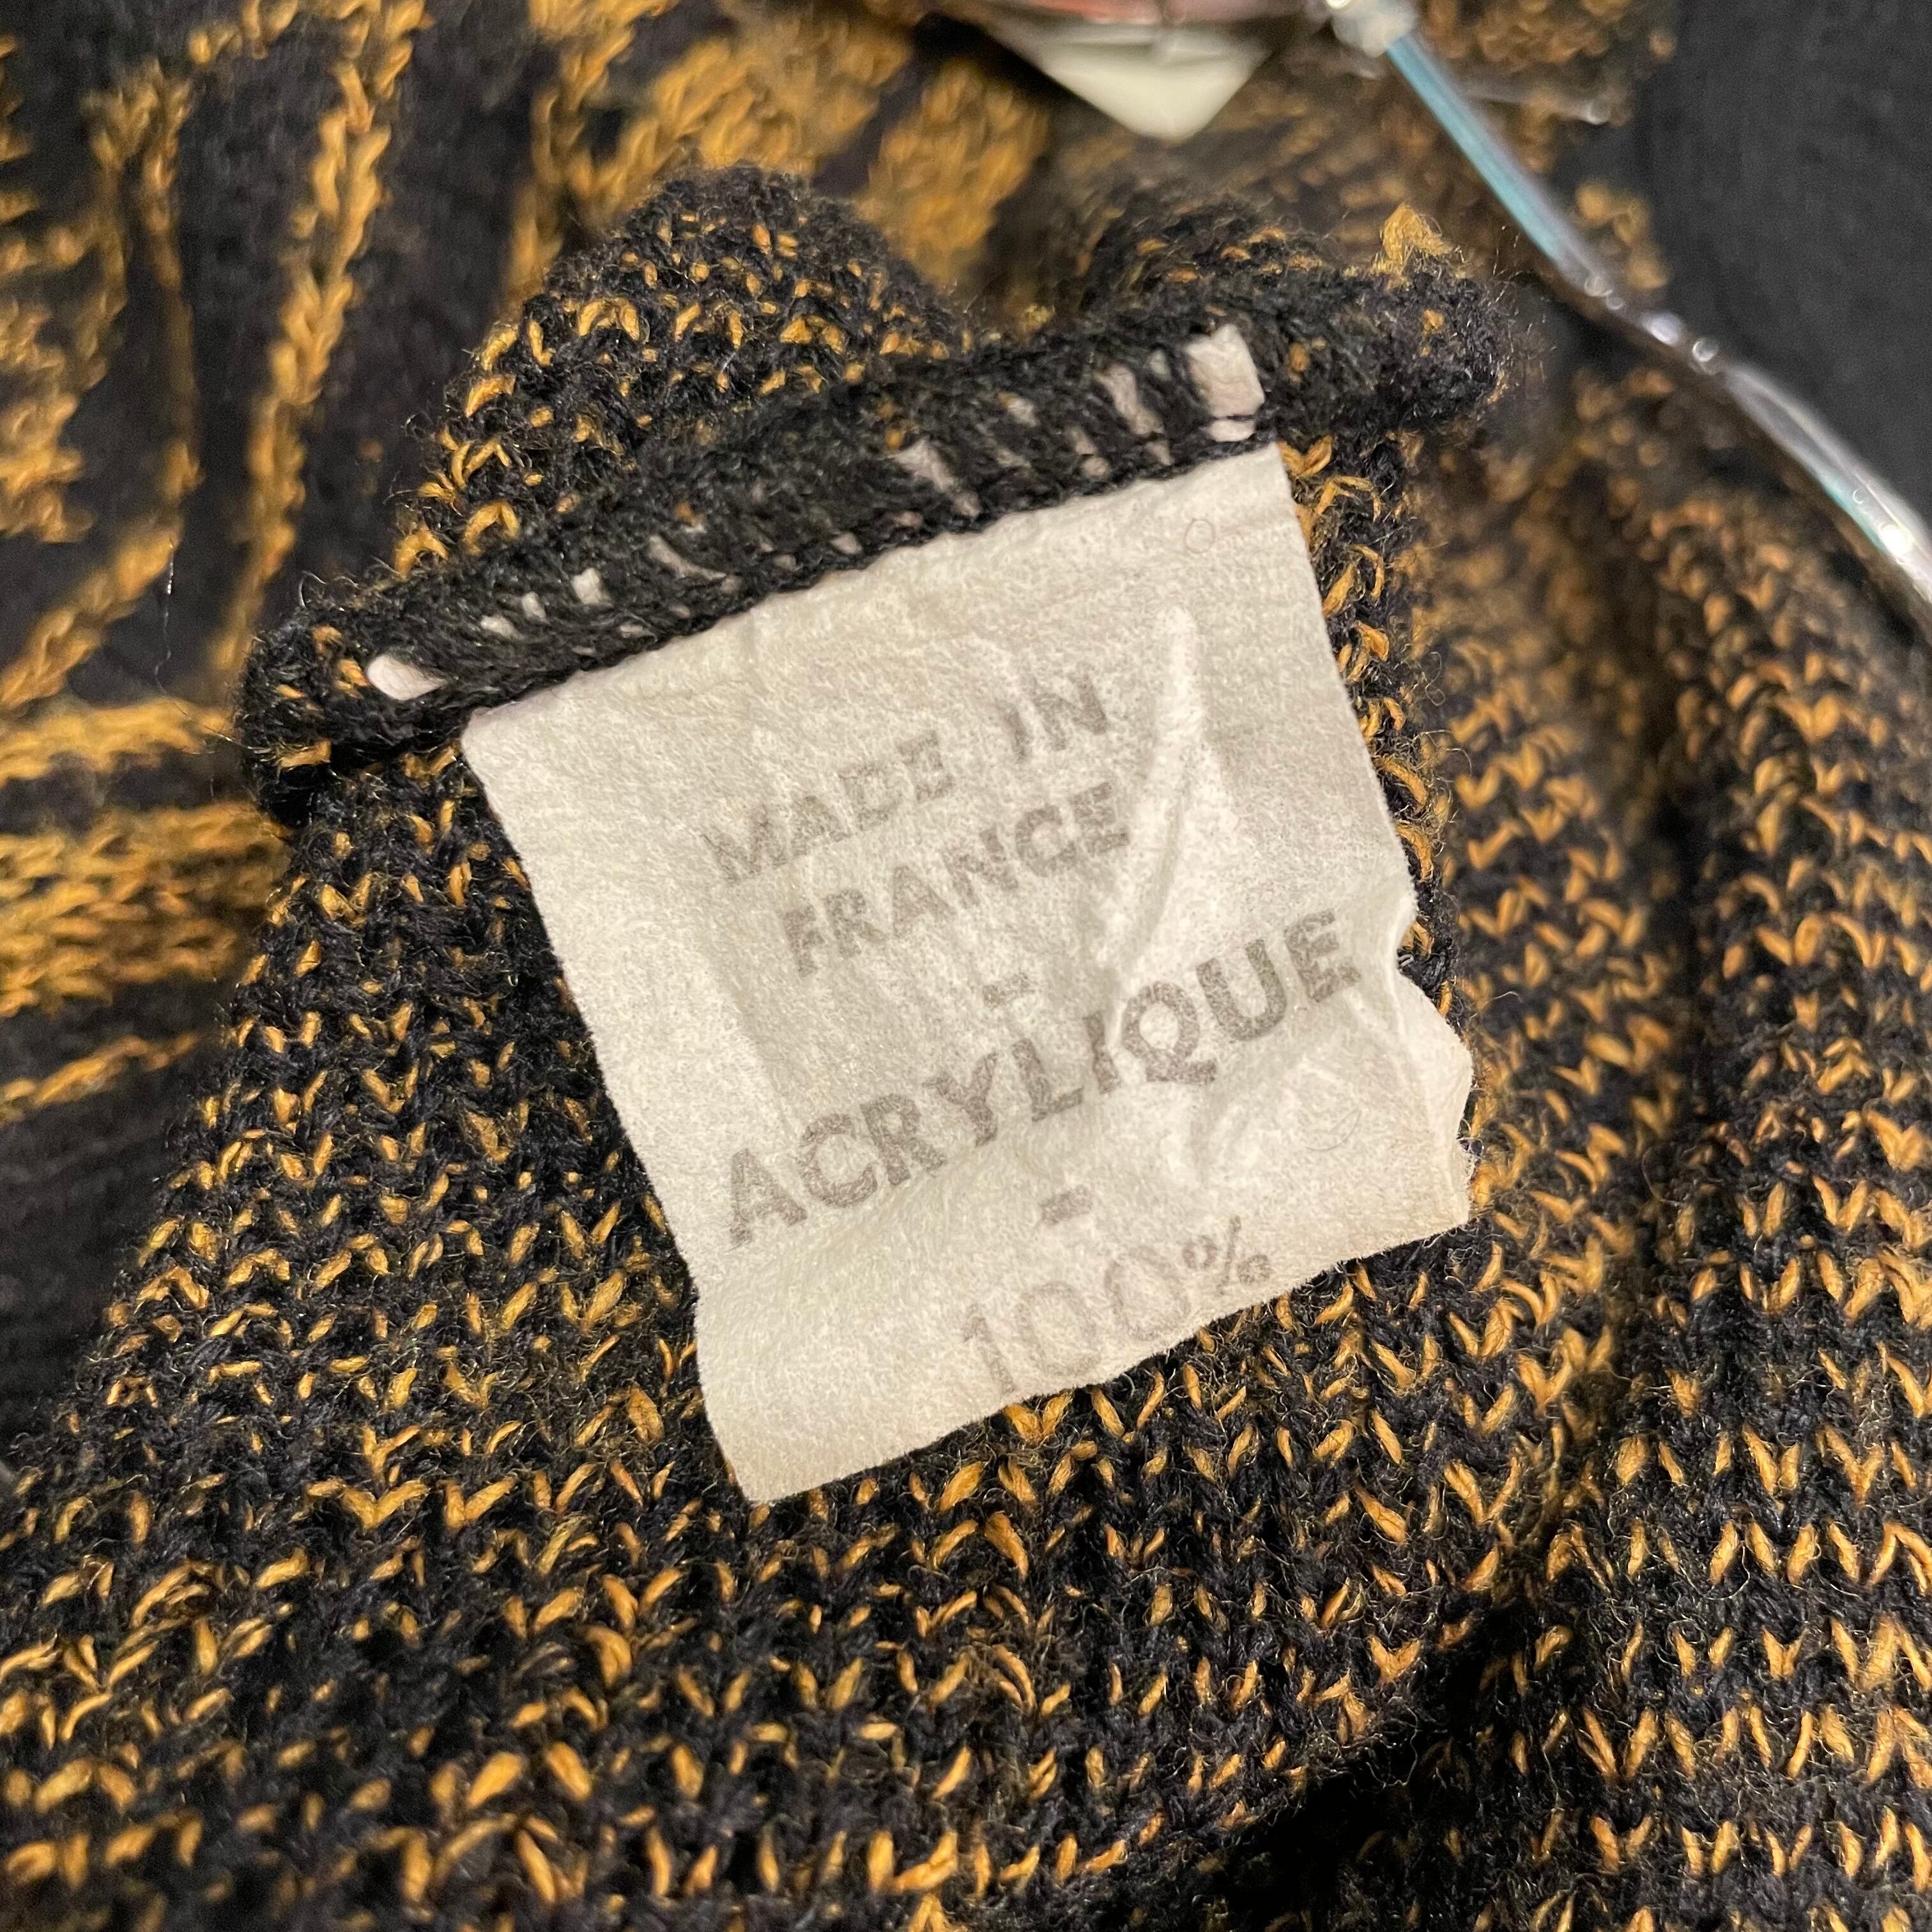 MADE IN
FRANCE
-
ACRYLIQUE
-
100%